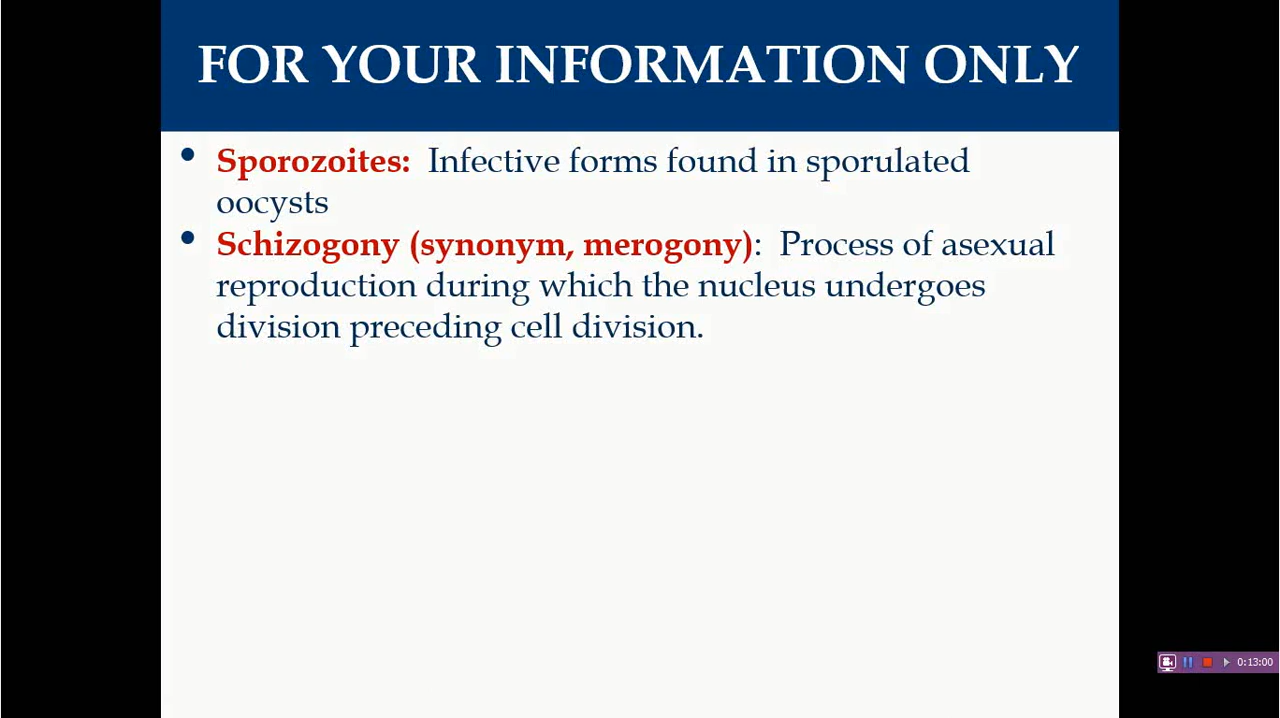 FOR YOUR INFORMATION ONLY
• Sporozoites: Infective forms found in sporulated
oocysts
• Schizogony (synonym, merogony): Process of asexual
reproduction during which the nucleus undergoes
division preceding cell division.
0:13:00